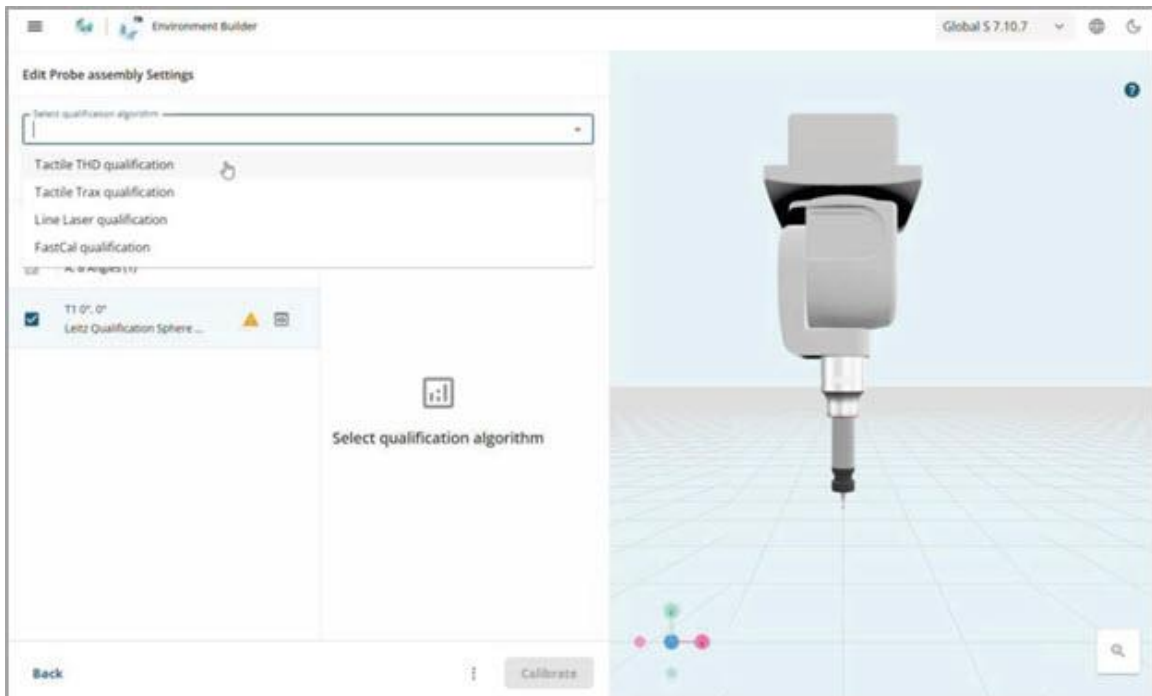 Environment Builder
Global S 7.10.7
Edit Probe assembly Settings
Select qualification algorithm
Tactile THD qualification
Tactile Trax qualification
Line Laser qualification
FastCal qualification
T1 0°, 0°
Leitz Qualification Sphere ...
Select qualification algorithm
Back
Calibrate